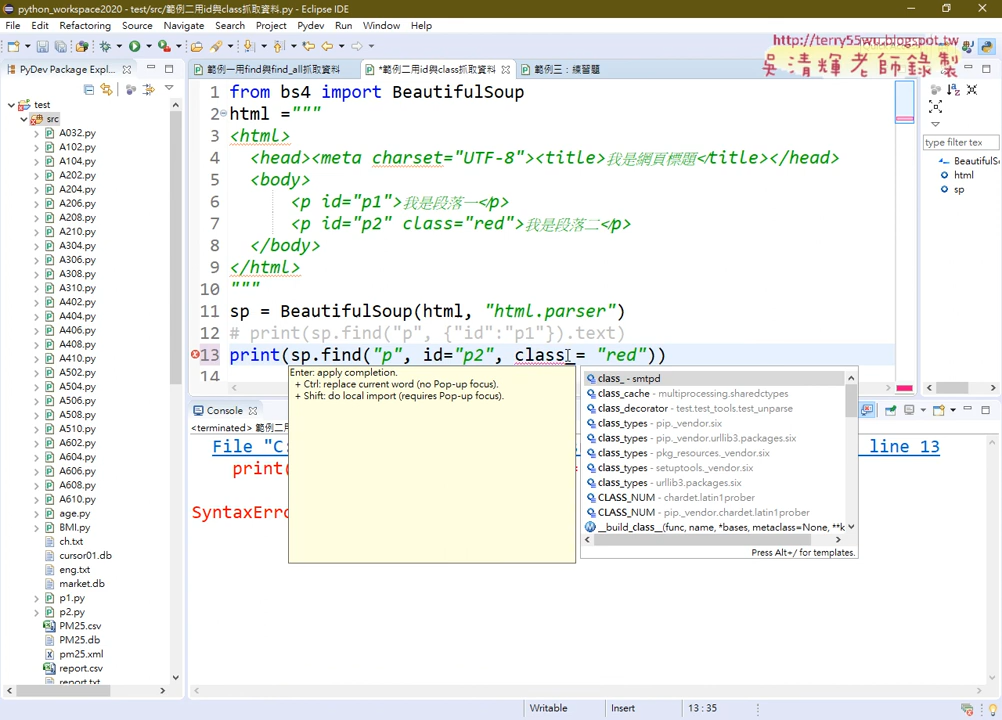 python_workspace2020 - test/src/範例二用id與class抓取資料.py - Eclipse IDE
File Edit Refactoring Source Navigate Search Project Pydev Run Window Help
http://terry55wu.blogspot.tw
吳清輝老師錄製
PyDev Package Expl...
範例一用find與find_all抓取資料
*範例二用id與class抓取資料
範例三：練習題
test
src
A032.py
A102.py
A104.py
A202.py
A204.py
A206.py
A208.py
A210.py
A304.py
A306.py
A308.py
A310.py
A402.py
A404.py
A406.py
A408.py
A410.py
A502.py
A504.py
A506.py
A508.py
A510.py
A602.py
A604.py
A606.py
A608.py
A610.py
age.py
BMI.py
ch.txt
cursor01.db
eng.txt
market.db
p1.py
p2.py
PM25.csv
PM25.db
pm25.xml
report.csv
report.txt
1 from bs4 import BeautifulSoup
2 html ="""
3 <html>
4 <head><meta charset="UTF-8"><title>我是網頁標題</title></head>
5 <body>
6 <p id="p1">我是段落一</p>
7 <p id="p2" class="red">我是段落二</p>
8 </body>
9 </html>
10 """
11 sp = BeautifulSoup(html, "html.parser")
12 # print(sp.find("p", {"id":"p1"}).text)
13 print(sp.find("p", id="p2", class = "red"))
14
type filter tex
BeautifulS
html
sp
Enter: apply completion.
+ Ctrl: replace current word (no Pop-up focus).
+ Shift: do local import (requires Pop-up focus).
class_ - smtpd
class_cache - multiprocessing.sharedctypes
class_decorator - test.test_tools.test_unparse
class_types - pip._vendor.six
class_types - pip._vendor.urllib3.packages.six
class_types - pkg_resources._vendor.six
class_types - setuptools._vendor.six
class_types - urllib3.packages.six
CLASS_NUM - chardet.latin1prober
CLASS_NUM - pip._vendor.chardet.latin1prober
__build_class__(func, name, *bases, metaclass=None, **k
Press Alt+/ for templates.
Console
<terminated> 範例二用
File "C: line 13
print(
SyntaxErro
Writable Insert 13 : 35